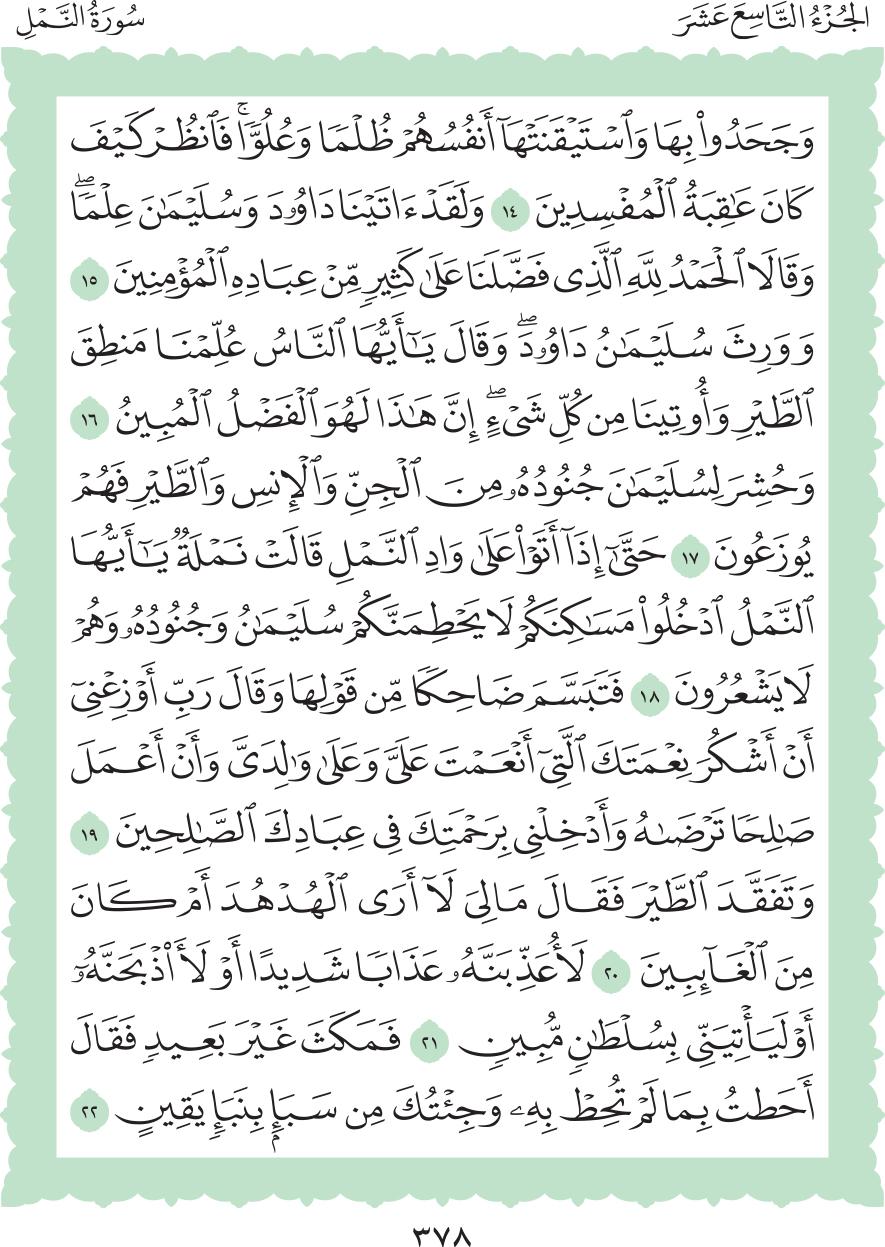 الجُزْءُ التَّاسِعَ عَشَرَ
سُورَةُ النَّمْلِ
وَجَحَدُواْ بِهَا وَٱسۡتَيۡقَنَتۡهَآ أَنفُسُهُمۡ ظُلۡمٗا وَعُلُوّٗاۚ فَٱنظُرۡ كَيۡفَ
كَانَ عَٰقِبَةُ ٱلۡمُفۡسِدِينَ ١٤ وَلَقَدۡ ءَاتَيۡنَا دَاوُۥدَ وَسُلَيۡمَٰنَ عِلۡمٗاۖ
وَقَالَا ٱلۡحَمۡدُ لِلَّهِ ٱلَّذِي فَضَّلَنَا عَلَىٰ كَثِيرٖ مِّنۡ عِبَادِهِ ٱلۡمُؤۡمِنِينَ ١٥
وَوَرِثَ سُلَيۡمَٰنُ دَاوُۥدَۖ وَقَالَ يَٰٓأَيُّهَا ٱلنَّاسُ عُلِّمۡنَا مَنطِقَ
ٱلطَّيۡرِ وَأُوتِينَا مِن كُلِّ شَيۡءٍۖ إِنَّ هَٰذَا لَهُوَ ٱلۡفَضۡلُ ٱلۡمُبِينُ ١٦
وَحُشِرَ لِسُلَيۡمَٰنَ جُنُودُهُۥ مِنَ ٱلۡجِنِّ وَٱلۡإِنسِ وَٱلطَّيۡرِ فَهُمۡ
يُوزَعُونَ ١٧ حَتَّىٰٓ إِذَآ أَتَوۡاْ عَلَىٰ وَادِ ٱلنَّمۡلِ قَالَتۡ نَمۡلَةٞ يَٰٓأَيُّهَا
ٱلنَّمۡلُ ٱدۡخُلُواْ مَسَٰكِنَكُمۡ لَا يَحۡطِمَنَّكُمۡ سُلَيۡمَٰنُ وَجُنُودُهُۥ وَهُمۡ
لَا يَشۡعُرُونَ ١٨ فَتَبَسَّمَ ضَاحِكٗا مِّن قَوۡلِهَا وَقَالَ رَبِّ أَوۡزِعۡنِيٓ
أَنۡ أَشۡكُرَ نِعۡمَتَكَ ٱلَّتِيٓ أَنۡعَمۡتَ عَلَيَّ وَعَلَىٰ وَٰلِدَيَّ وَأَنۡ أَعۡمَلَ
صَٰلِحٗا تَرۡضَىٰهُ وَأَدۡخِلۡنِي بِرَحۡمَتِكَ فِي عِبَادِكَ ٱلصَّٰلِحِينَ ١٩
وَتَفَقَّدَ ٱلطَّيۡرَ فَقَالَ مَالِيَ لَآ أَرَى ٱلۡهُدۡهُدَ أَمۡ كَانَ
مِنَ ٱلۡغَآئِبِينَ ٢٠ لَأُعَذِّبَنَّهُۥ عَذَابٗا شَدِيدًا أَوۡ لَأَاْذۡبَحَنَّهُۥٓ
أَوۡ لَيَأۡتِيَنِّي بِسُلۡطَٰنٖ مُّبِينٖ ٢١ فَمَكَثَ غَيۡرَ بَعِيدٖ فَقَالَ
أَحَطتُ بِمَا لَمۡ تُحِطۡ بِهِۦ وَجِئۡتُكَ مِن سَبَإِۭ بِنَبَإٖ يَقِينٍ ٢٢
٣٧٨